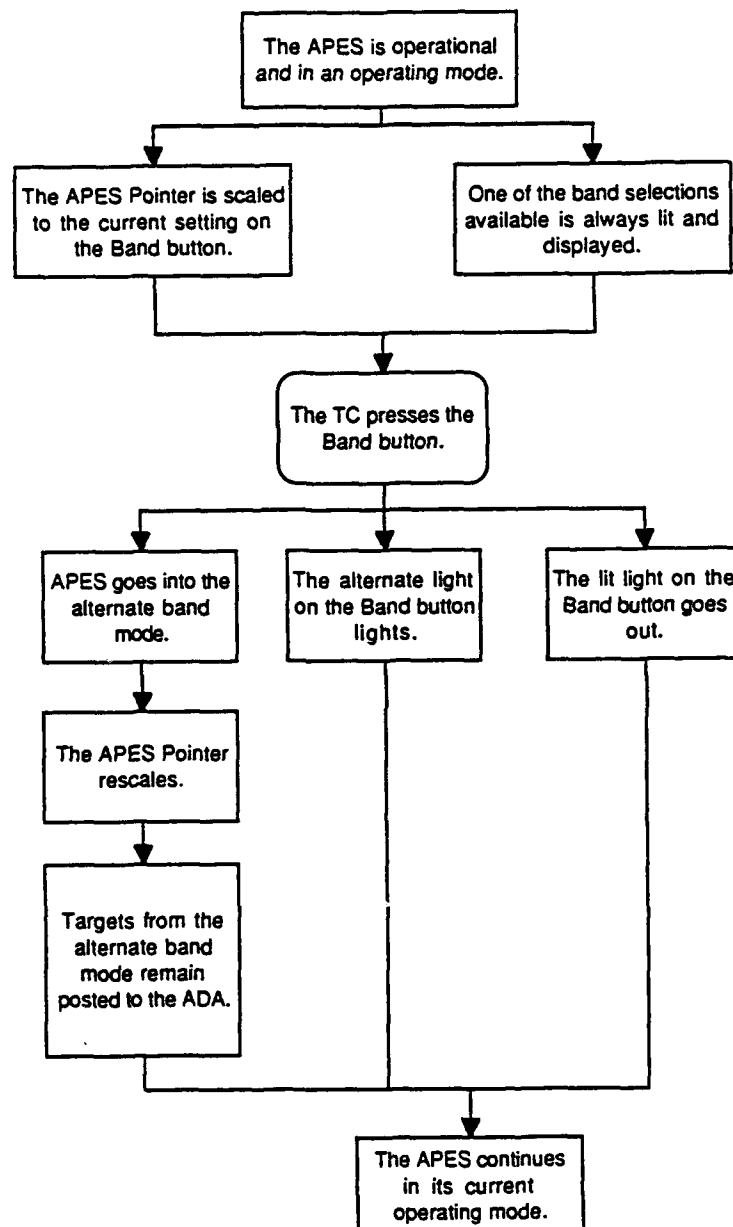 The APES is operational
and in an operating mode.
The APES Pointer is scaled
to the current setting on
the Band button.
One of the band selections
available is always lit and
displayed.
The TC presses the
Band button.
APES goes into the
alternate band
mode.
The alternate light
on the Band button
lights.
The lit light on the
Band button goes
out.
The APES Pointer
rescales.
Targets from the
alternate band
mode remain
posted to the ADA.
The APES continues
in its current
operating mode.